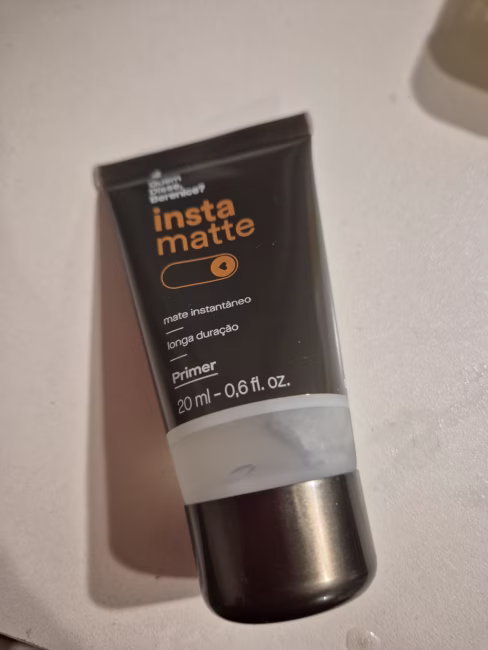 Quem
Disse,
Berenice?
insta
matte
mate instantâneo
longa duração
Primer
20 ml - 0,6 fl. oz.